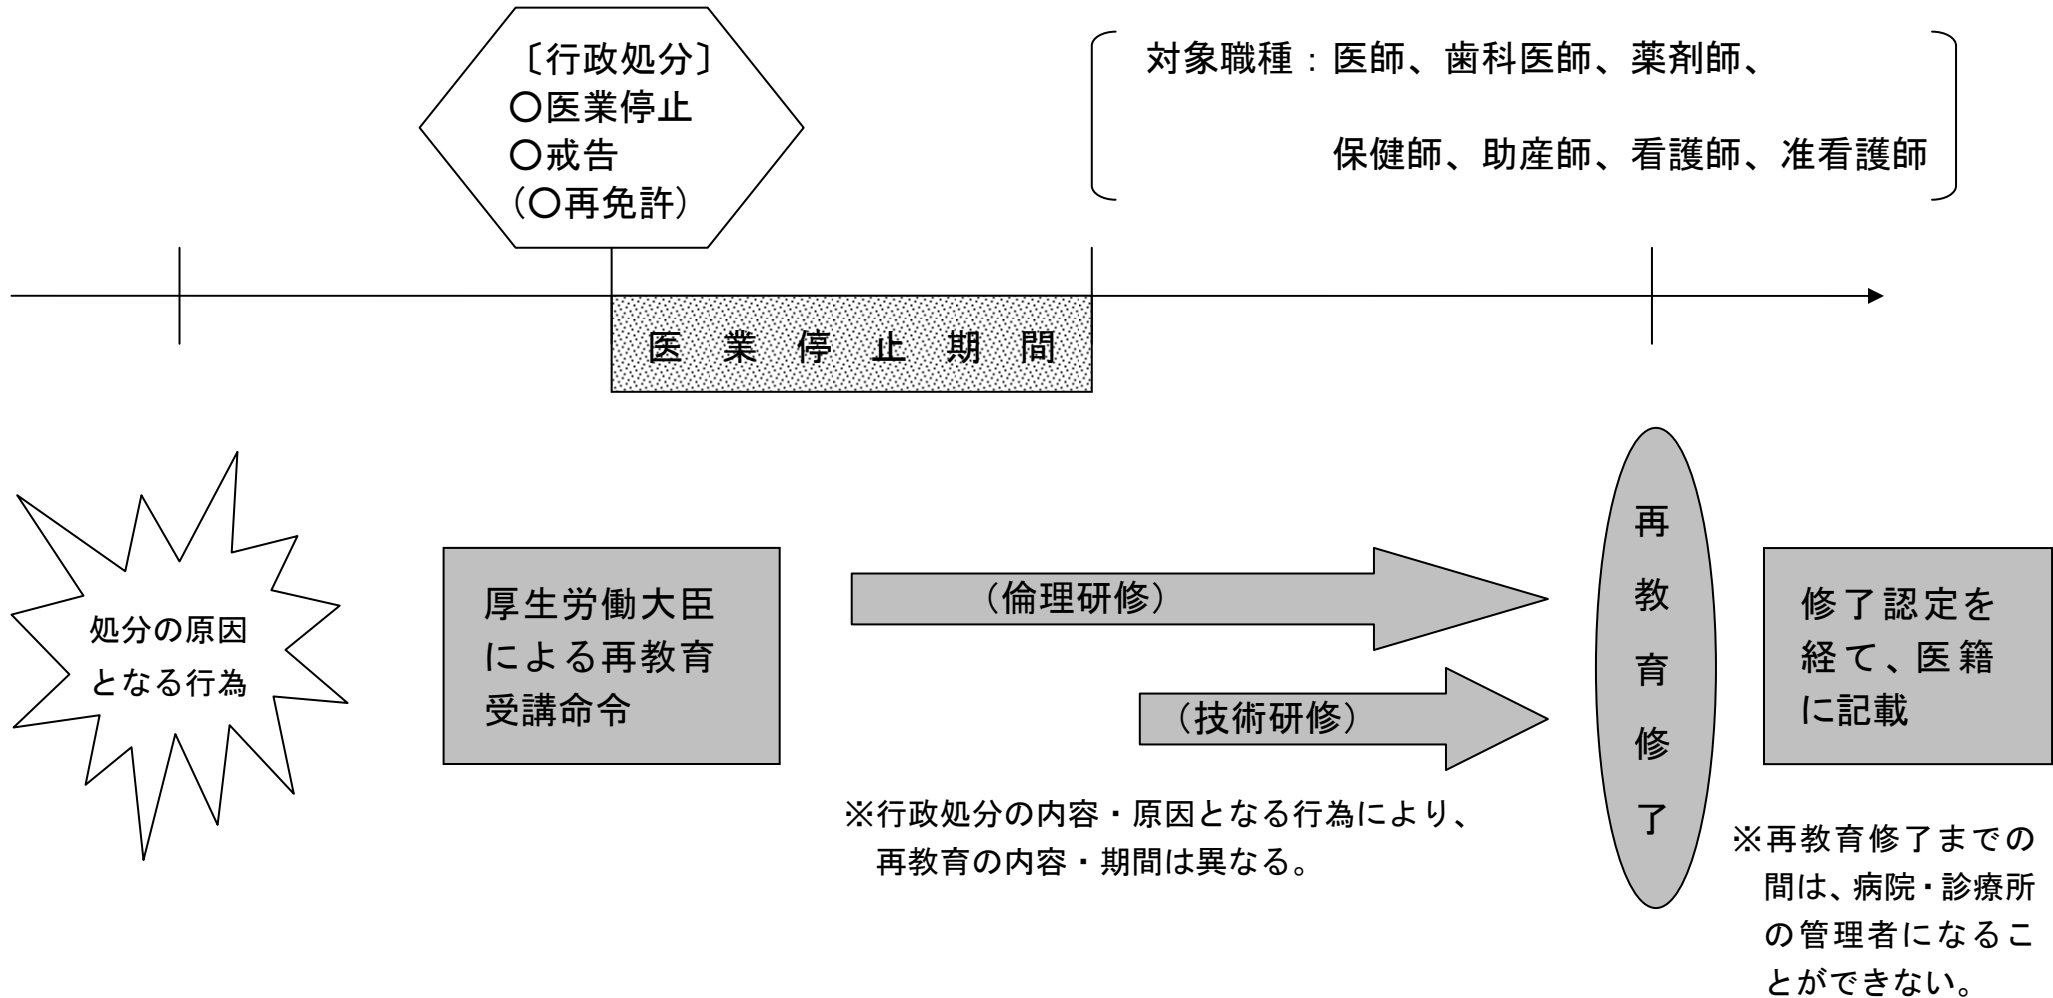 〔行政処分〕
○医業停止
○戒告
(○再免許)
対象職種:医師、歯科医師、薬剤師、
保健師、助産師、看護師、准看護師
医業停止期間
処分の原因
となる行為
厚生労働大臣
による再教育
受講命令
(倫理研修)
(技術研修)
※行政処分の内容・原因となる行為により、
再教育の内容・期間は異なる。
再教育修了
修了認定を
経て、医籍
に記載
※再教育修了までの
間は、病院・診療所
の管理者になるこ
とができない。